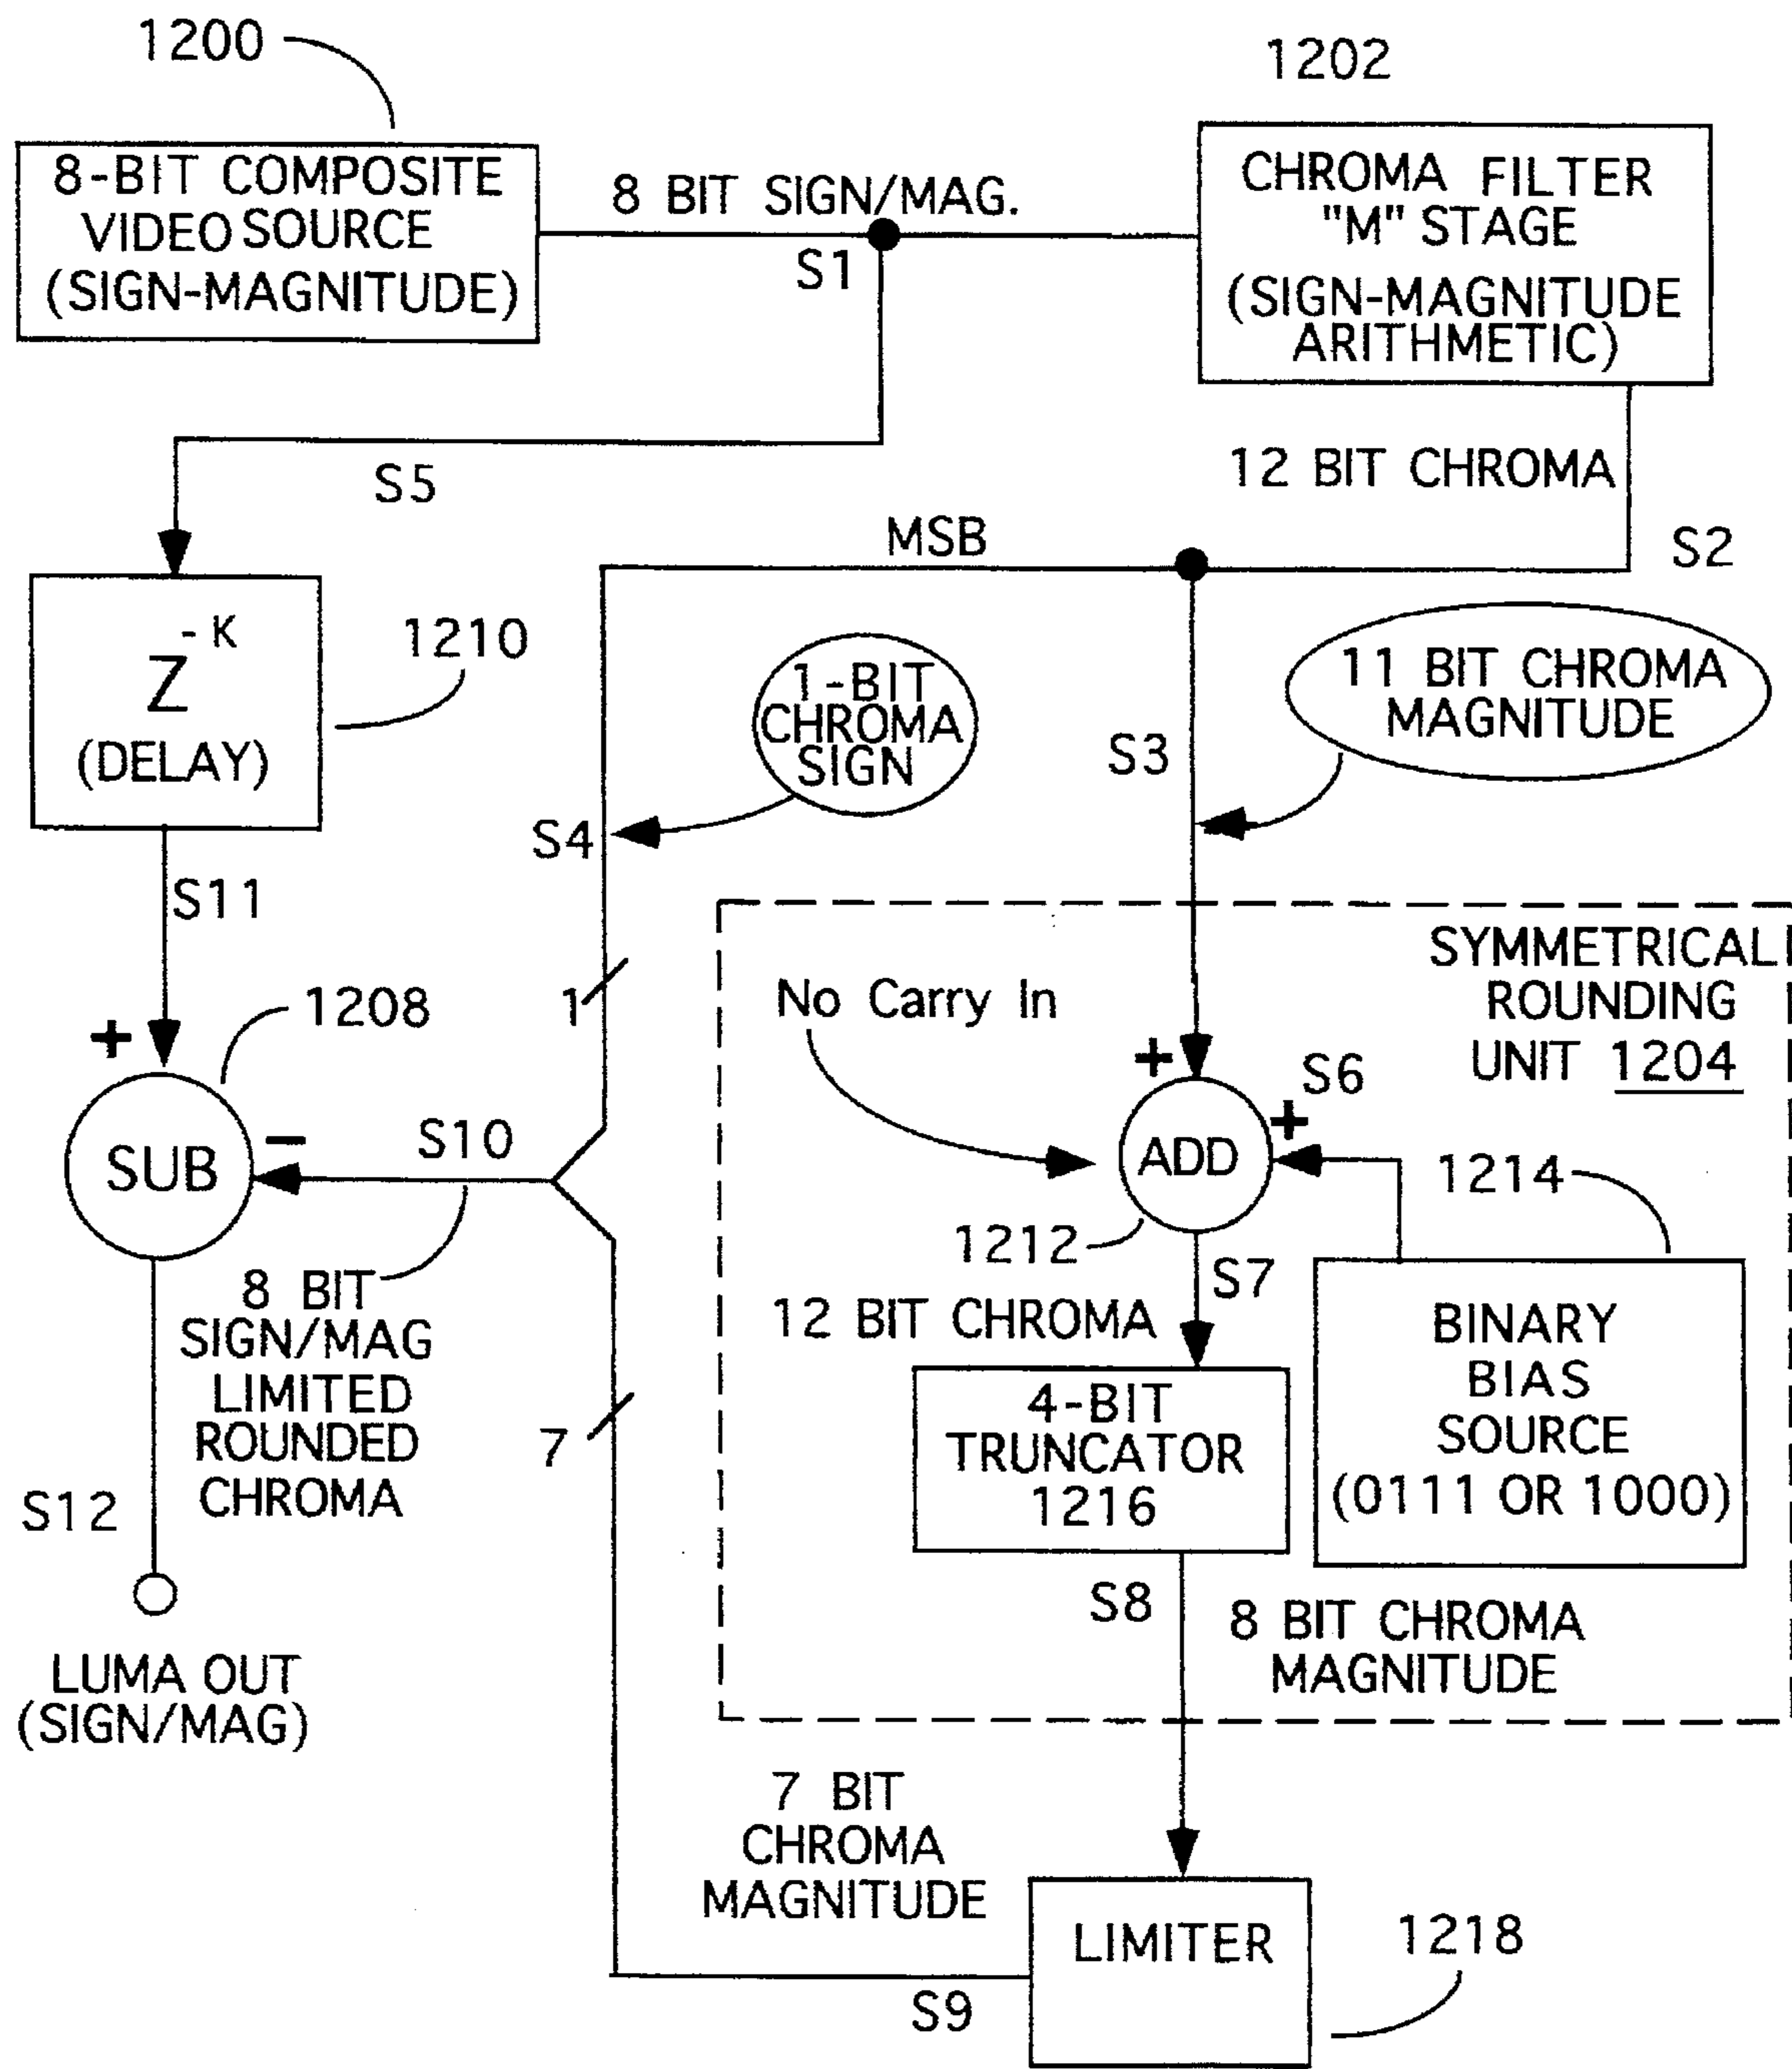 1200
1202
8-BIT COMPOSITE
VIDEO SOURCE
(SIGN-MAGNITUDE)
8 BIT SIGN/MAG.
S1
CHROMA FILTER
"M" STAGE
(SIGN-MAGNITUDE
ARITHMETIC)
S5
12 BIT CHROMA
MSB
S2
Z -K
(DELAY)
1210
1-BIT
CHROMA
SIGN
S3
11 BIT CHROMA
MAGNITUDE
S4
S11
SYMMETRICAL
ROUNDING
UNIT 1204
1
No Carry In
+
1208
+
S6
+
SUB
-
S10
ADD
1214
1212
S7
8 BIT
SIGN/MAG
LIMITED
ROUNDED
CHROMA
12 BIT CHROMA
BINARY
BIAS
SOURCE
(0111 OR 1000)
4-BIT
TRUNCATOR
1216
7
S12
S8
8 BIT CHROMA
MAGNITUDE
LUMA OUT
(SIGN/MAG)
7 BIT
CHROMA
MAGNITUDE
LIMITER
1218
S9